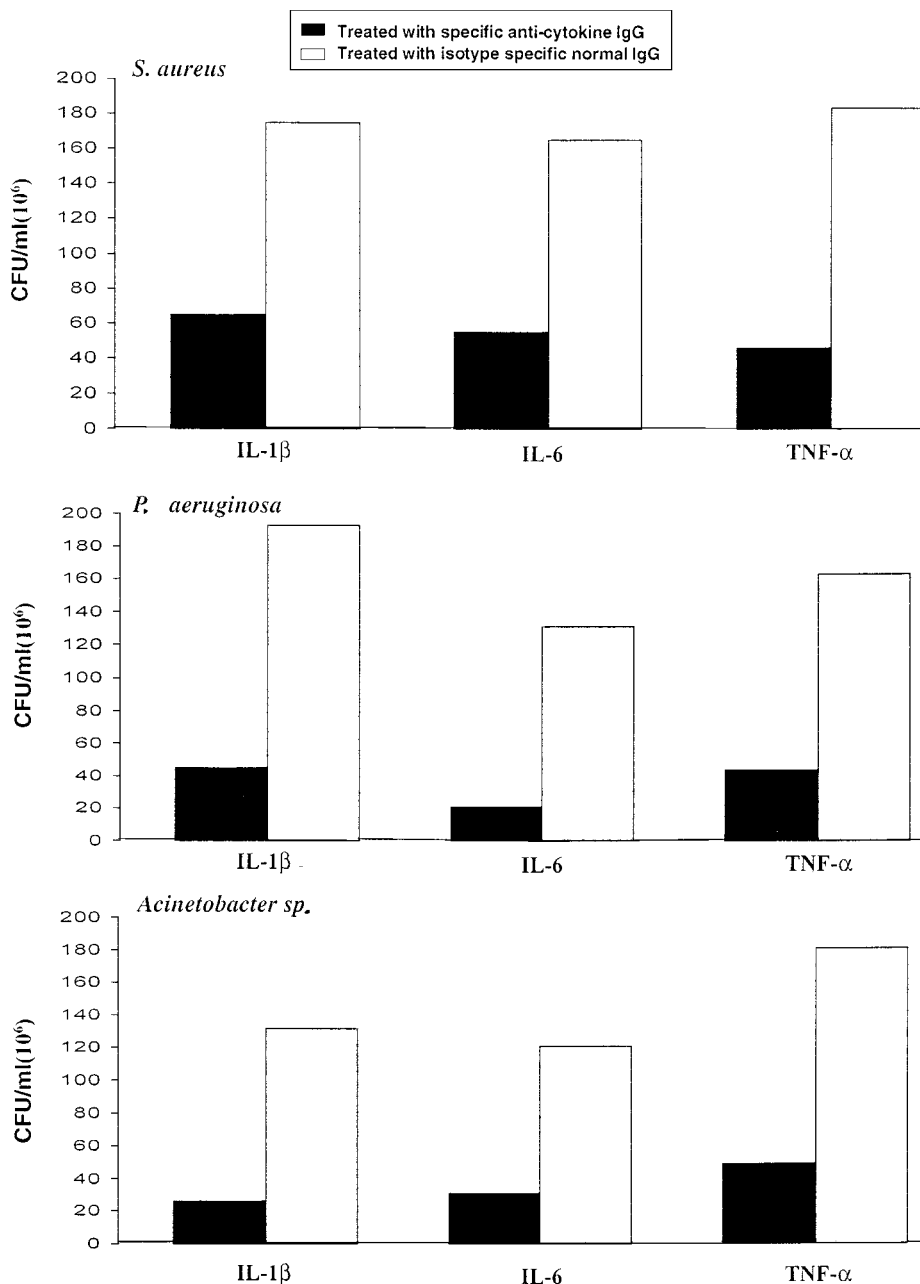 Treated with specific anti-cytokine IgG
Treated with isotype specific normal IgG
S. aureus
200
180
160
140
120
100
80
60
40
20
0
CFU/ml(10⁶)
IL-1β
IL-6
TNF-α
P. aeruginosa
200
180
160
140
120
100
80
60
40
20
0
CFU/ml(10⁶)
IL-1β
IL-6
TNF-α
Acinetobacter sp.
200
180
160
140
120
100
80
60
40
20
0
CFU/ml(10⁶)
IL-1β
IL-6
TNF-α